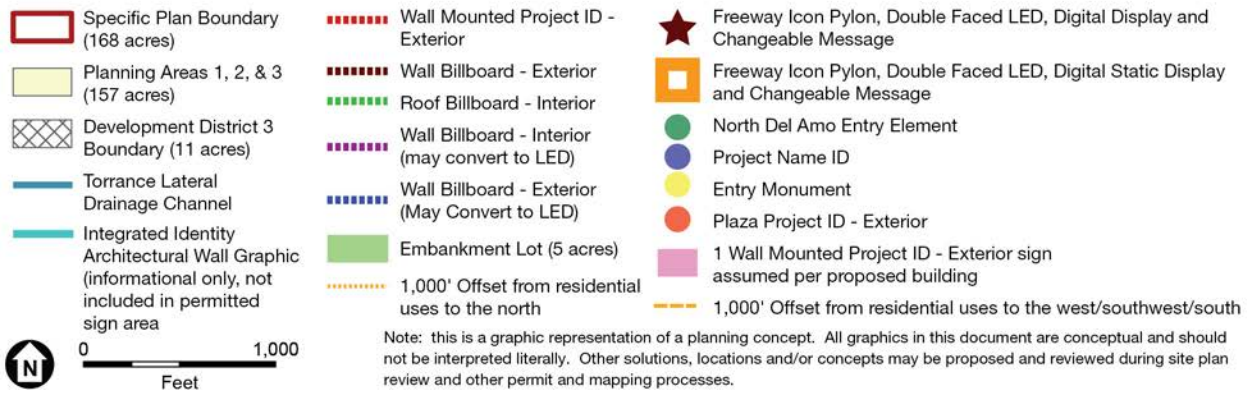 Specific Plan Boundary
(168 acres)
Planning Areas 1, 2, & 3
(157 acres)
Development District 3
Boundary (11 acres)
Torrance Lateral
Drainage Channel
Integrated Identity
Architectural Wall Graphic
(informational only, not
included in permitted
sign area
Wall Mounted Project ID -
Exterior
Wall Billboard - Exterior
Roof Billboard - Interior
Wall Billboard - Interior
(may convert to LED)
Wall Billboard - Exterior
(May Convert to LED)
Embankment Lot (5 acres)
1,000' Offset from residential
uses to the north
Freeway Icon Pylon, Double Faced LED, Digital Display and
Changeable Message
Freeway Icon Pylon, Double Faced LED, Digital Static Display
and Changeable Message
North Del Amo Entry Element
Project Name ID
Entry Monument
Plaza Project ID - Exterior
1 Wall Mounted Project ID - Exterior sign
assumed per proposed building
1,000' Offset from residential uses to the west/southwest/south
N
0 1,000
Feet
Note: this is a graphic representation of a planning concept. All graphics in this document are conceptual and should
not be interpreted literally. Other solutions, locations and/or concepts may be proposed and reviewed during site plan
review and other permit and mapping processes.